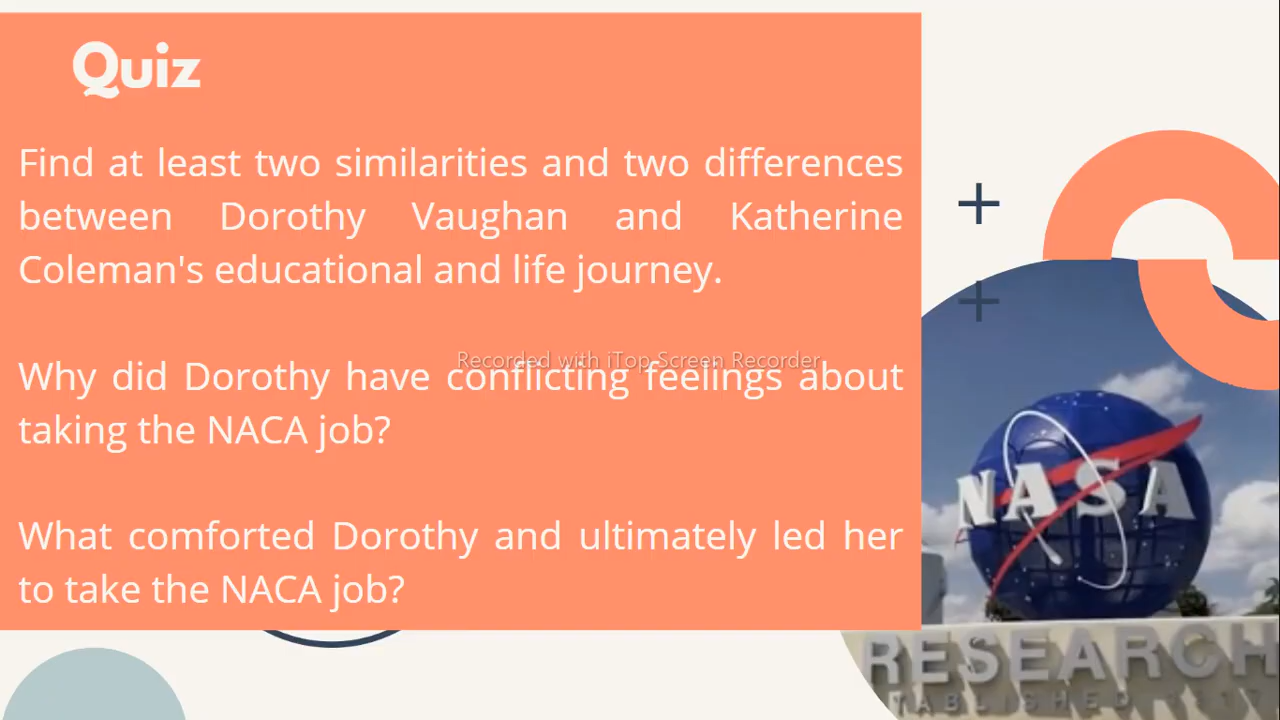 Quiz
Find at least two similarities and two differences
between Dorothy Vaughan and Katherine
Coleman's educational and life journey.
Recorded with iTop Screen Recorder
Why did Dorothy have conflicting feelings about
taking the NACA job?
What comforted Dorothy and ultimately led her
to take the NACA job?
NASA
RESEARCH